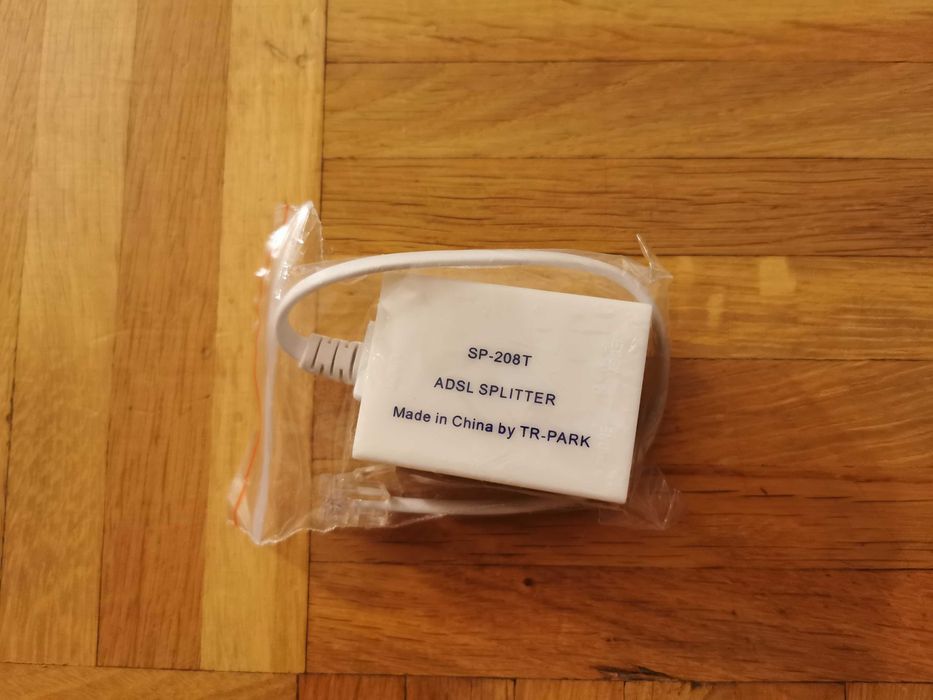 SP-208T
ADSL SPLITTER
Made in China by TR-PARK